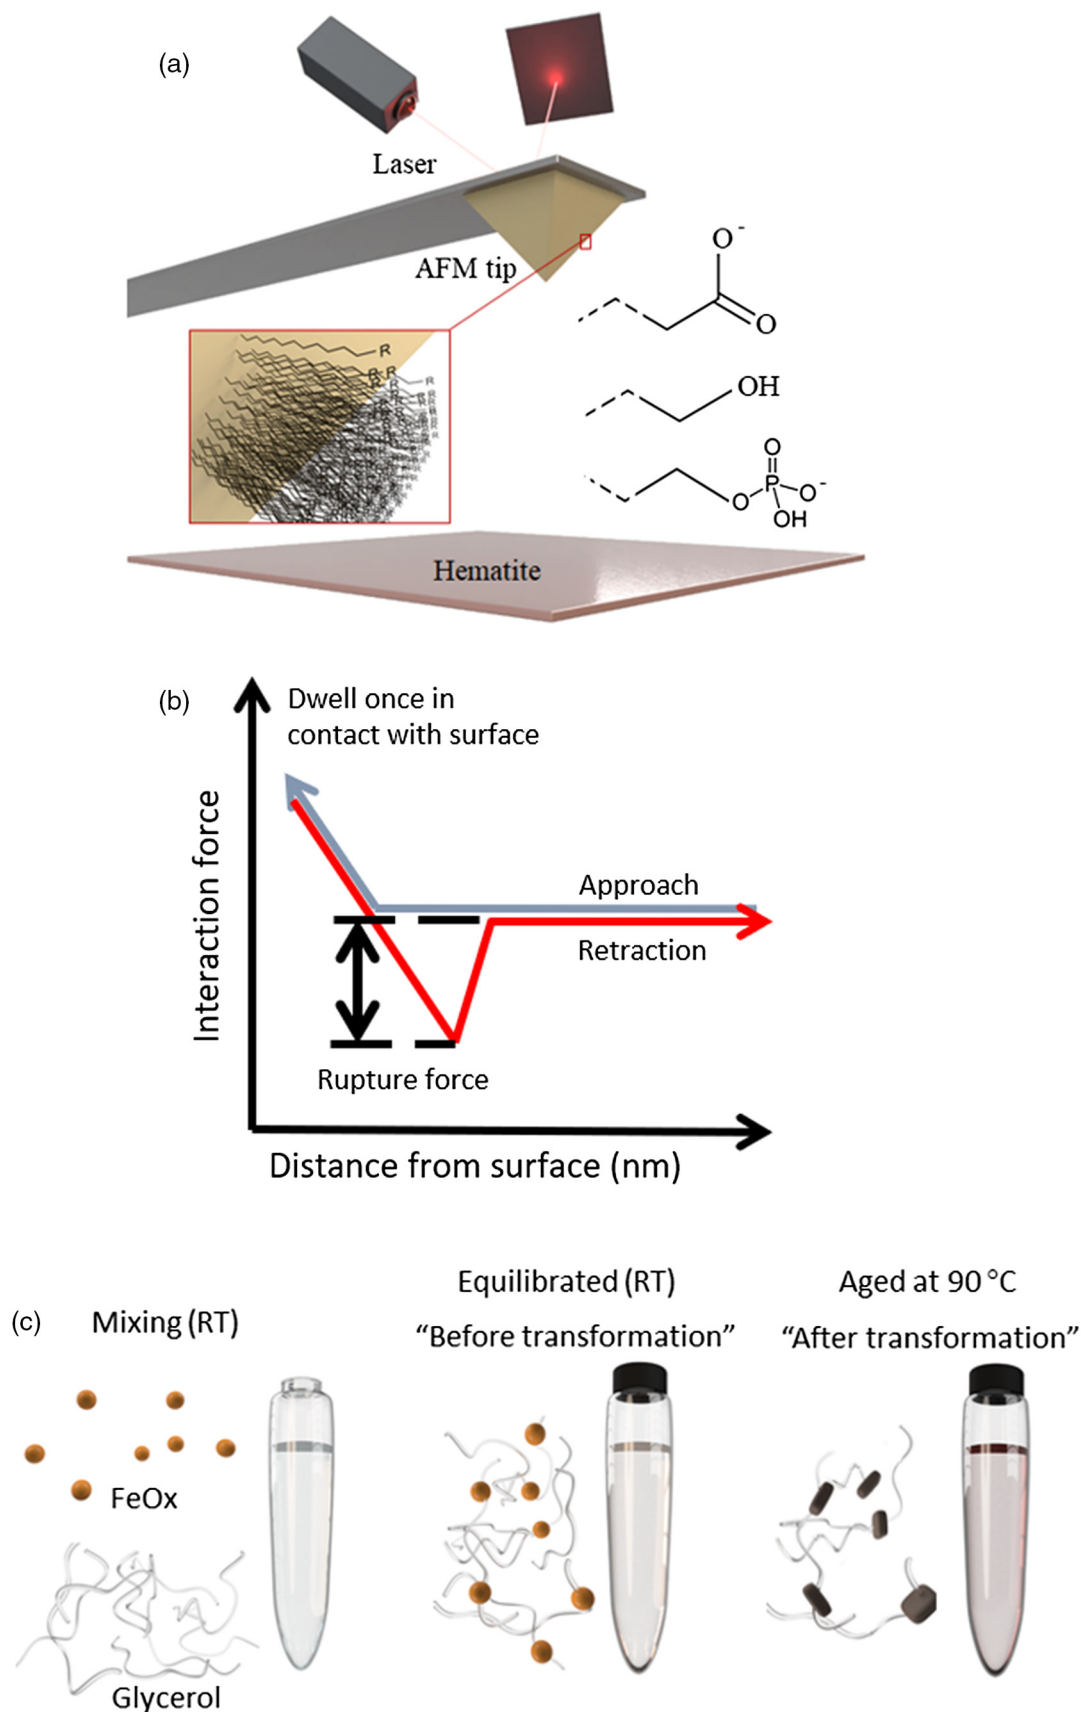 (a)
Laser
AFM tip
O-
O
R
R
R
R
R
R
OH
O
P
O
O-
OH
Hematite
(b)
Dwell once in
contact with surface
Interaction force
Approach
Retraction
Rupture force
Distance from surface (nm)
(c)
Mixing (RT)
Equilibrated (RT)
"Before transformation"
Aged at 90 °C
"After transformation"
FeOx
Glycerol